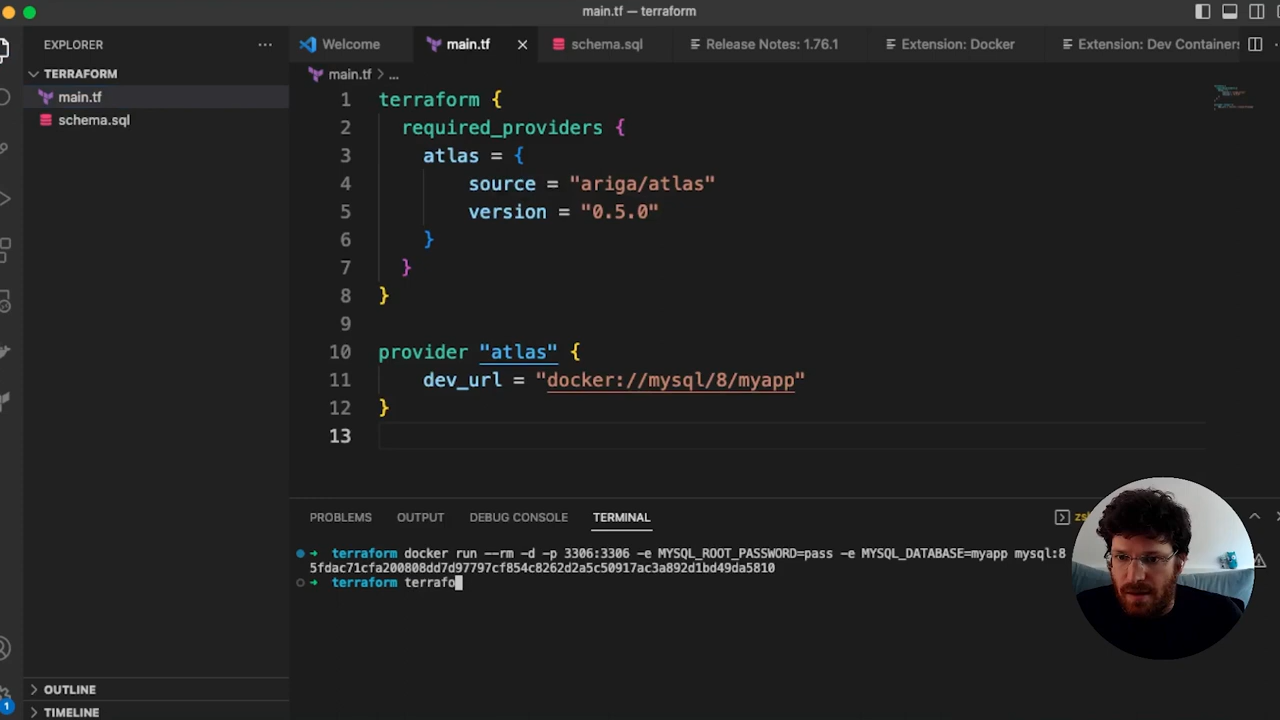 main.tf — terraform
EXPLORER
TERRAFORM
main.tf
schema.sql
OUTLINE
TIMELINE
1
Welcome
main.tf
schema.sql
Release Notes: 1.76.1
Extension: Docker
Extension: Dev Containers
main.tf > ...
1 terraform {
2 required_providers {
3 atlas = {
4 source = "ariga/atlas"
5 version = "0.5.0"
6 }
7 }
8 }
9
10 provider "atlas" {
11 dev_url = "docker://mysql/8/myapp"
12 }
13
PROBLEMS OUTPUT DEBUG CONSOLE TERMINAL
➜ terraform docker run --rm -d -p 3306:3306 -e MYSQL_ROOT_PASSWORD=pass -e MYSQL_DATABASE=myapp mysql:8
5fdac71cfa200808dd7d97797cf854c8262d2a5c50917ac3a892d1bd49da5810
➜ terraform terrafo